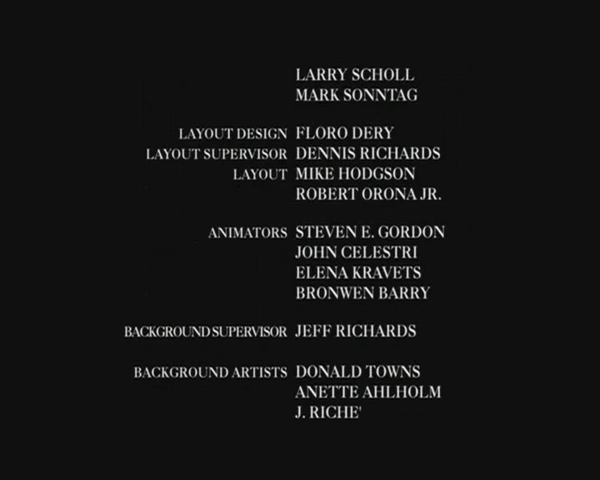 LARRY SCHOLL
MARK SONNTAG
LAYOUT DESIGN FLORO DERY
LAYOUT SUPERVISOR DENNIS RICHARDS
LAYOUT MIKE HODGSON
ROBERT ORONA JR.
ANIMATORS STEVEN E. GORDON
JOHN CELESTRI
ELENA KRAVETS
BRONWEN BARRY
BACKGROUND SUPERVISOR JEFF RICHARDS
BACKGROUND ARTISTS DONALD TOWNS
ANETTE AHLHOLM
J. RICHE'